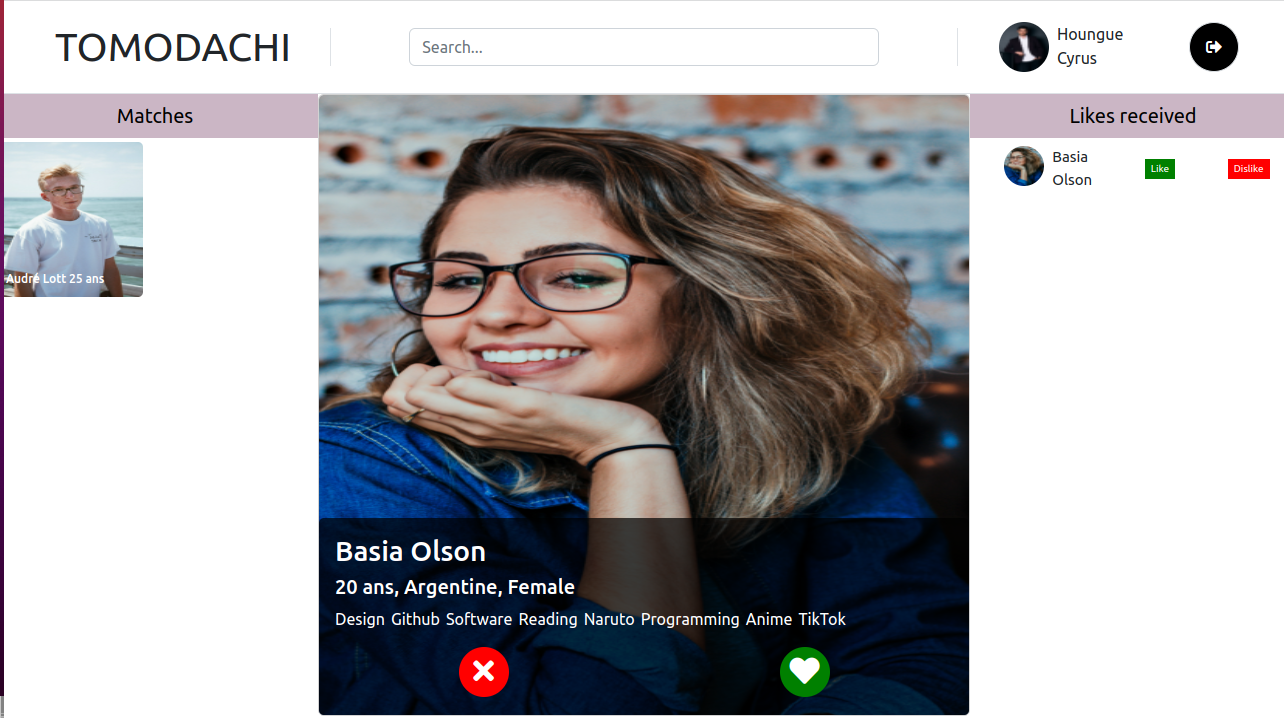 TOMODACHI
Search...
Houngue
Cyrus
Matches
Audré Lott 25 ans
Basia Olson
20 ans, Argentine, Female
Design Github Software Reading Naruto Programming Anime TikTok
Likes received
Basia
Olson
Like
Dislike